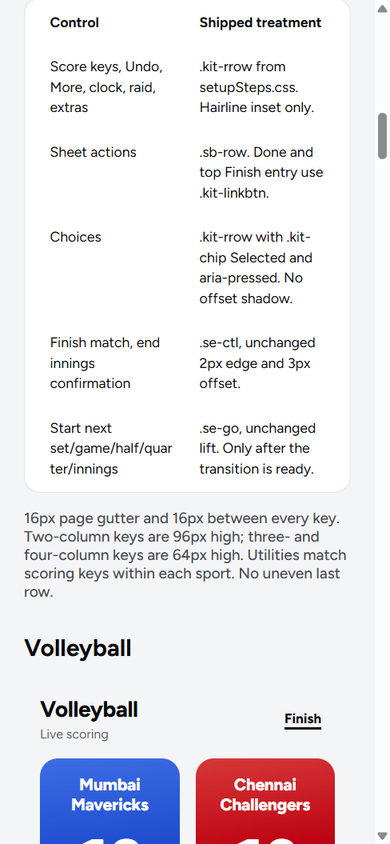 Control Shipped treatment
Score keys, Undo, More, clock, raid, extras
.kit-rrow from setupSteps.css. Hairline inset only.
Sheet actions
.sb-row. Done and top Finish entry use .kit-linkbtn.
Choices
.kit-rrow with .kit-chip Selected and aria-pressed. No offset shadow.
Finish match, end innings confirmation
.se-ctl, unchanged 2px edge and 3px offset.
Start next set/game/half/quarter/innings
.se-go, unchanged lift. Only after the transition is ready.
16px page gutter and 16px between every key.
Two-column keys are 96px high; three- and
four-column keys are 64px high. Utilities match
scoring keys within each sport. No uneven last
row.
Volleyball
Volleyball
Live scoring
Finish
Mumbai
Mavericks
Chennai
Challengers